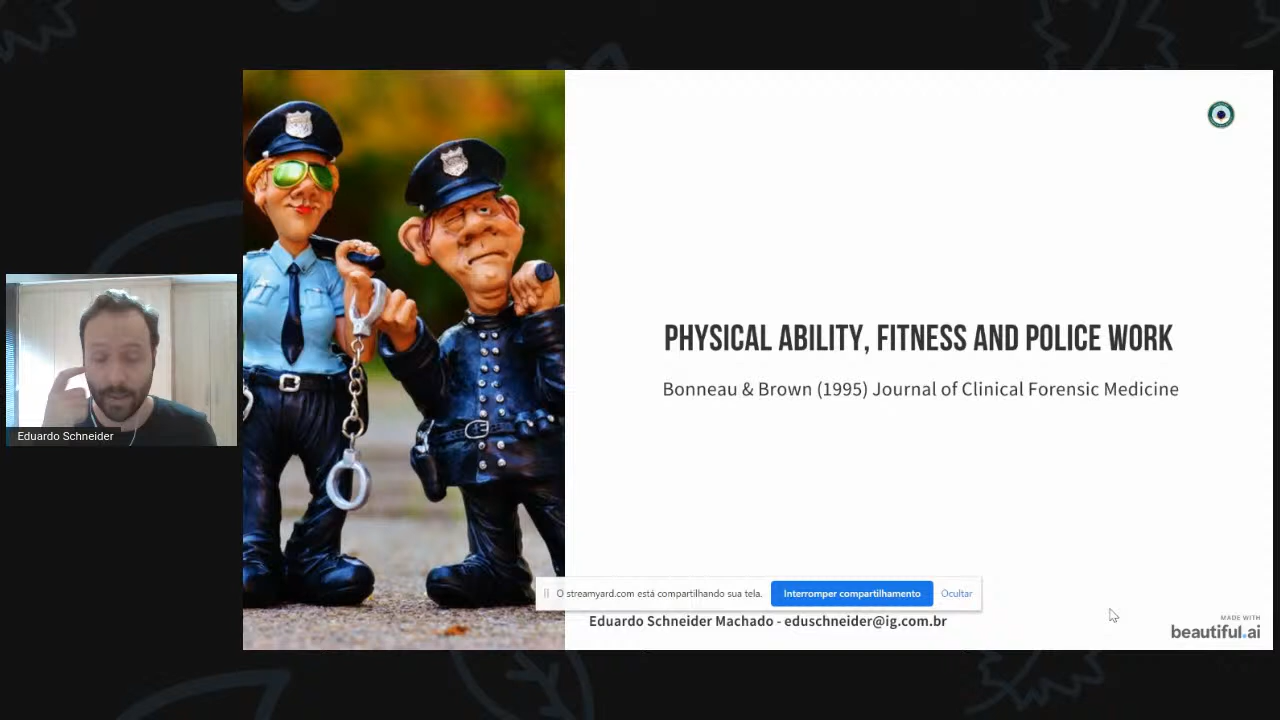 PHYSICAL ABILITY, FITNESS AND POLICE WORK
Bonneau & Brown (1995) Journal of Clinical Forensic Medicine
Eduardo Schneider
O streamyard.com está compartilhando sua tela.
Interromper compartilhamento
Ocultar
Eduardo Schneider Machado - eduschneider@ig.com.br
MADE WITH
beautiful.ai